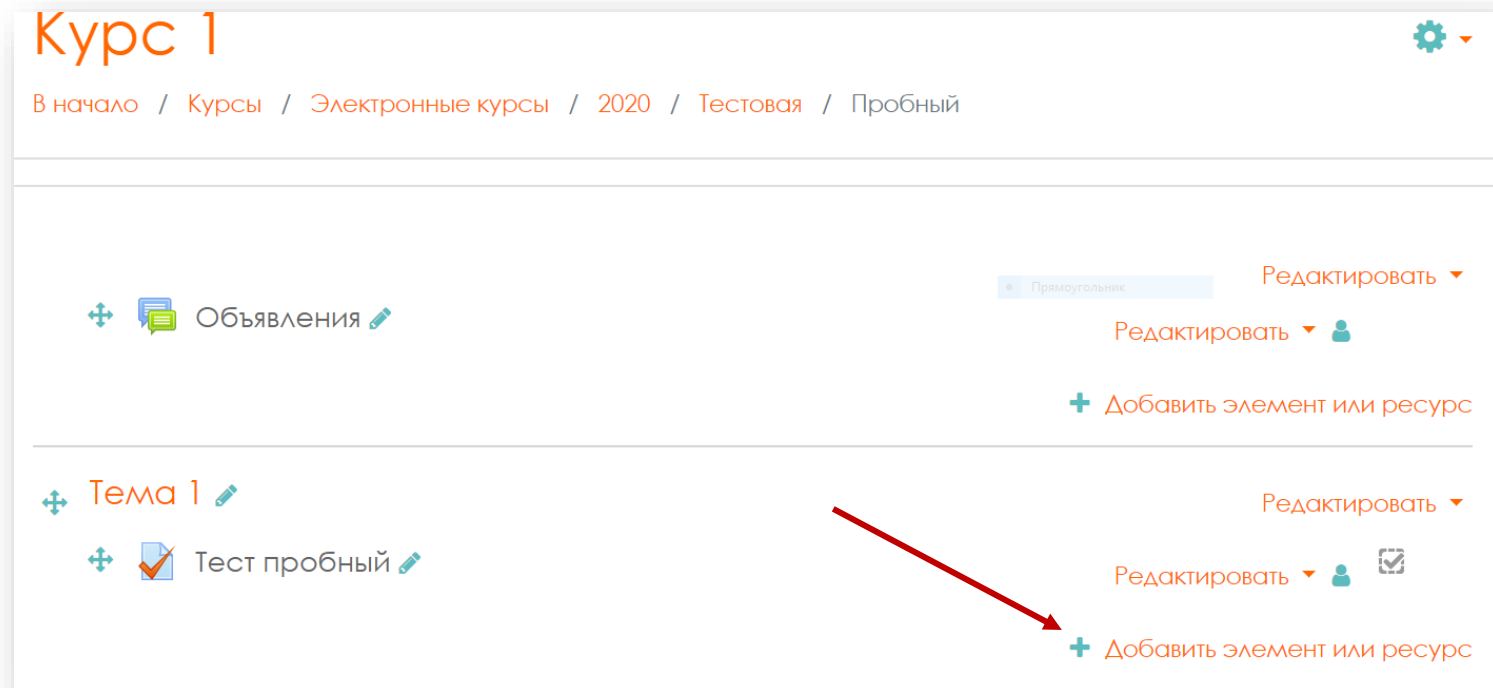 Курс 1
В начало / Курсы / Электронные курсы / 2020 / Тестовая / Пробный
Редактировать
Прямоугольник
Объявления
Редактировать
Добавить элемент или ресурс
Тема 1
Редактировать
Тест пробный
Редактировать
Добавить элемент или ресурс